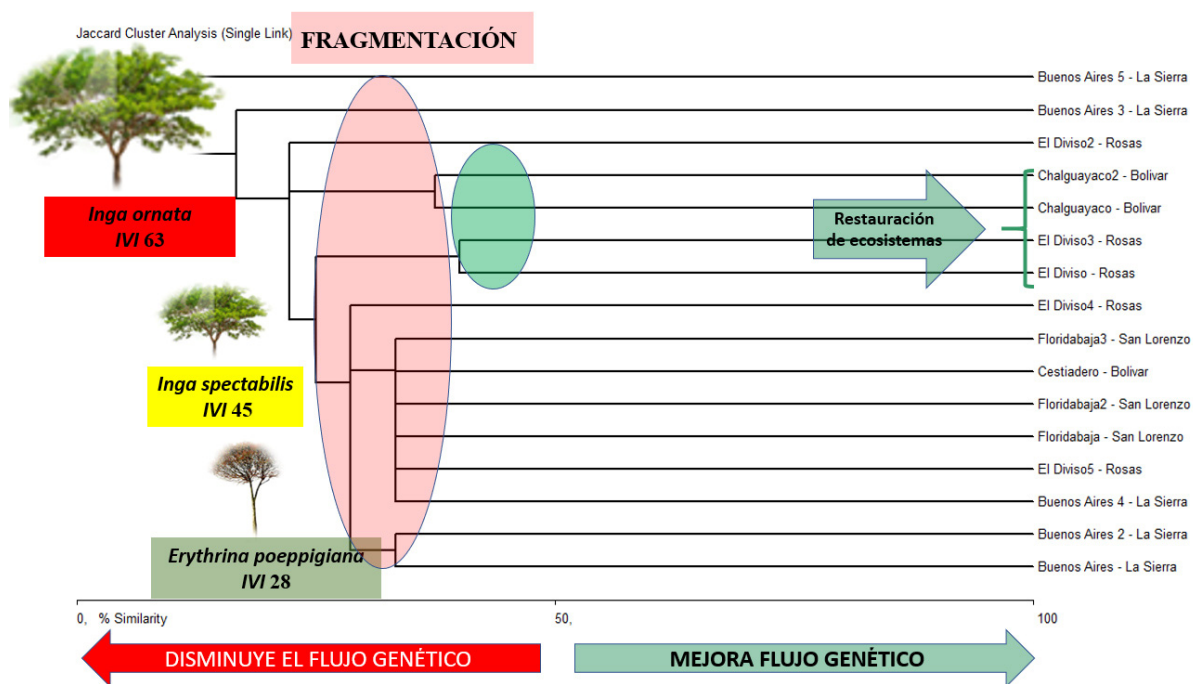 Jaccard Cluster Analysis (Single Link)
FRAGMENTACIÓN
Buenos Aires 5 - La Sierra
Buenos Aires 3 - La Sierra
El Diviso2 - Rosas
Chalguayaco2 - Bolivar
Chalguayaco - Bolivar
El Diviso3 - Rosas
El Diviso - Rosas
El Diviso4 - Rosas
Floridabaja3 - San Lorenzo
Cestiadero - Bolivar
Floridabaja2 - San Lorenzo
Floridabaja - San Lorenzo
El Diviso5 - Rosas
Buenos Aires 4 - La Sierra
Buenos Aires 2 - La Sierra
Buenos Aires - La Sierra
Restauración
de ecosistemas
Inga ornata
IVI 63
Inga spectabilis
IVI 45
Erythrina poeppigiana
IVI 28
0, % Similarity 50, 100
DISMINUYE EL FLUJO GENÉTICO
MEJORA FLUJO GENÉTICO